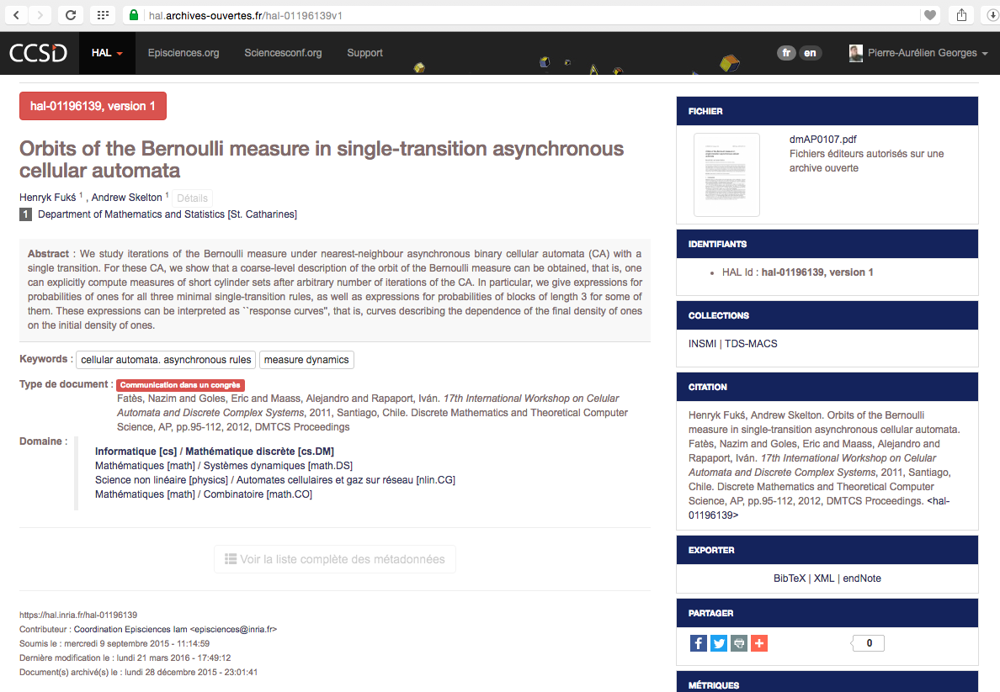 hal.archives-ouvertes.fr/hal-01196139v1
CCSD
HAL
Episciences.org
Sciencesconf.org
Support
fr
en
Pierre-Aurélien Georges
hal-01196139, version 1
Orbits of the Bernoulli measure in single-transition asynchronous
cellular automata
Henryk Fukś 1 , Andrew Skelton 1 Détails
1 Department of Mathematics and Statistics [St. Catharines]
Abstract : We study iterations of the Bernoulli measure under nearest-neighbour asynchronous binary cellular automata (CA) with a
single transition. For these CA, we show that a coarse-level description of the orbit of the Bernoulli measure can be obtained, that is, one
can explicitly compute measures of short cylinder sets after arbitrary number of iterations of the CA. In particular, we give expressions for
probabilities of ones for all three minimal single-transition rules, as well as expressions for probabilities of blocks of length 3 for some of
them. These expressions can be interpreted as ``response curves'', that is, curves describing the dependence of the final density of ones
on the initial density of ones.
Keywords : cellular automata. asynchronous rules measure dynamics
Type de document : Communication dans un congrès
Fatès, Nazim and Goles, Eric and Maass, Alejandro and Rapaport, Iván. 17th International Workshop on Celular
Automata and Discrete Complex Systems, 2011, Santiago, Chile. Discrete Mathematics and Theoretical Computer
Science, AP, pp.95-112, 2012, DMTCS Proceedings
Domaine :
Informatique [cs] / Mathématique discrète [cs.DM]
Mathématiques [math] / Systèmes dynamiques [math.DS]
Science non linéaire [physics] / Automates cellulaires et gaz sur réseau [nlin.CG]
Mathématiques [math] / Combinatoire [math.CO]
Voir la liste complète des métadonnées
https://hal.inria.fr/hal-01196139
Contributeur : Coordination Episciences Iam <episciences@inria.fr>
Soumis le : mercredi 9 septembre 2015 - 11:14:59
Dernière modification le : lundi 21 mars 2016 - 17:49:12
Document(s) archivé(s) le : lundi 28 décembre 2015 - 23:01:41
FICHIER
dmAP0107.pdf
Fichiers éditeurs autorisés sur une
archive ouverte
IDENTIFIANTS
• HAL Id : hal-01196139, version 1
COLLECTIONS
INSMI | TDS-MACS
CITATION
Henryk Fukś, Andrew Skelton. Orbits of the Bernoulli
measure in single-transition asynchronous cellular automata.
Fatès, Nazim and Goles, Eric and Maass, Alejandro and
Rapaport, Iván. 17th International Workshop on Celular
Automata and Discrete Complex Systems, 2011, Santiago,
Chile. Discrete Mathematics and Theoretical Computer
Science, AP, pp.95-112, 2012, DMTCS Proceedings. <hal-
01196139>
EXPORTER
BibTeX | XML | endNote
PARTAGER
0
MÉTRIQUES